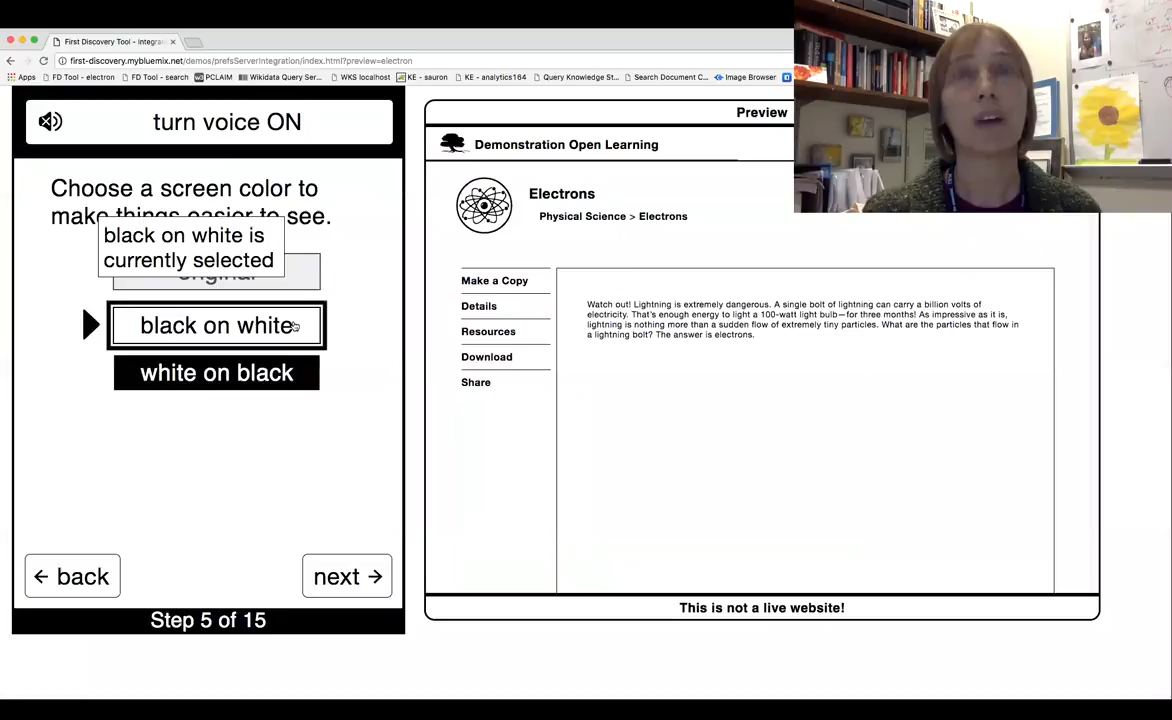 First Discovery Tool - Integra
first-discovery.mybluemix.net/demos/prefsServerIntegration/index.html?preview=electron
Apps FD Tool - electron FD Tool - search PCLAIM Wikidata Query Ser... WKS localhost KE - sauron KE - analytics164 Query Knowledge St... Search Document C... Image Browser
turn voice ON
Choose a screen color to
make things easier to see.
black on white is
currently selected
original
black on white
white on black
← back
next →
Step 5 of 15
Preview
Demonstration Open Learning
Electrons
Physical Science > Electrons
Make a Copy
Details
Resources
Download
Share
Watch out! Lightning is extremely dangerous. A single bolt of lightning can carry a billion volts of
electricity. That's enough energy to light a 100-watt light bulb—for three months! As impressive as it is,
lightning is nothing more than a sudden flow of extremely tiny particles. What are the particles that flow in
a lightning bolt? The answer is electrons.
This is not a live website!